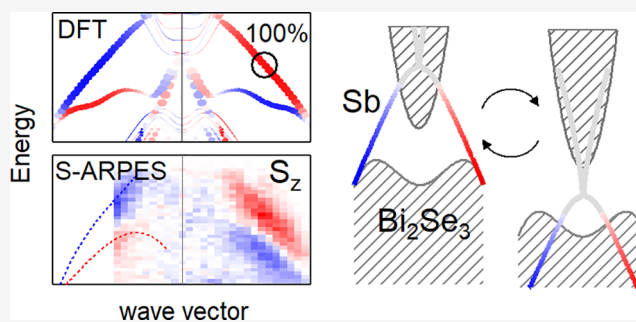 Energy
DFT
100%
S-ARPES
Sz
wave vector
Sb
Bi2Se3